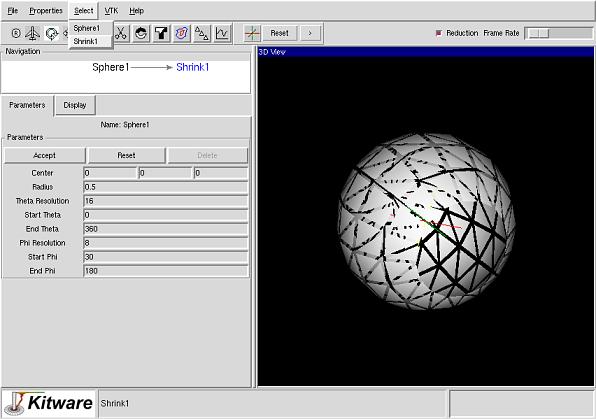 File Properties Select VTK Help
Sphere1
Shrink1
R
Reset > Reduction Frame Rate
Navigation
Sphere1 Shrink1
3D View
Parameters Display
Name: Sphere1
Parameters
Accept Reset Delete
Center 0 0 0
Radius 0.5
Theta Resolution 16
Start Theta 0
End Theta 360
Phi Resolution 8
Start Phi 30
End Phi 180
Kitware Shrink1